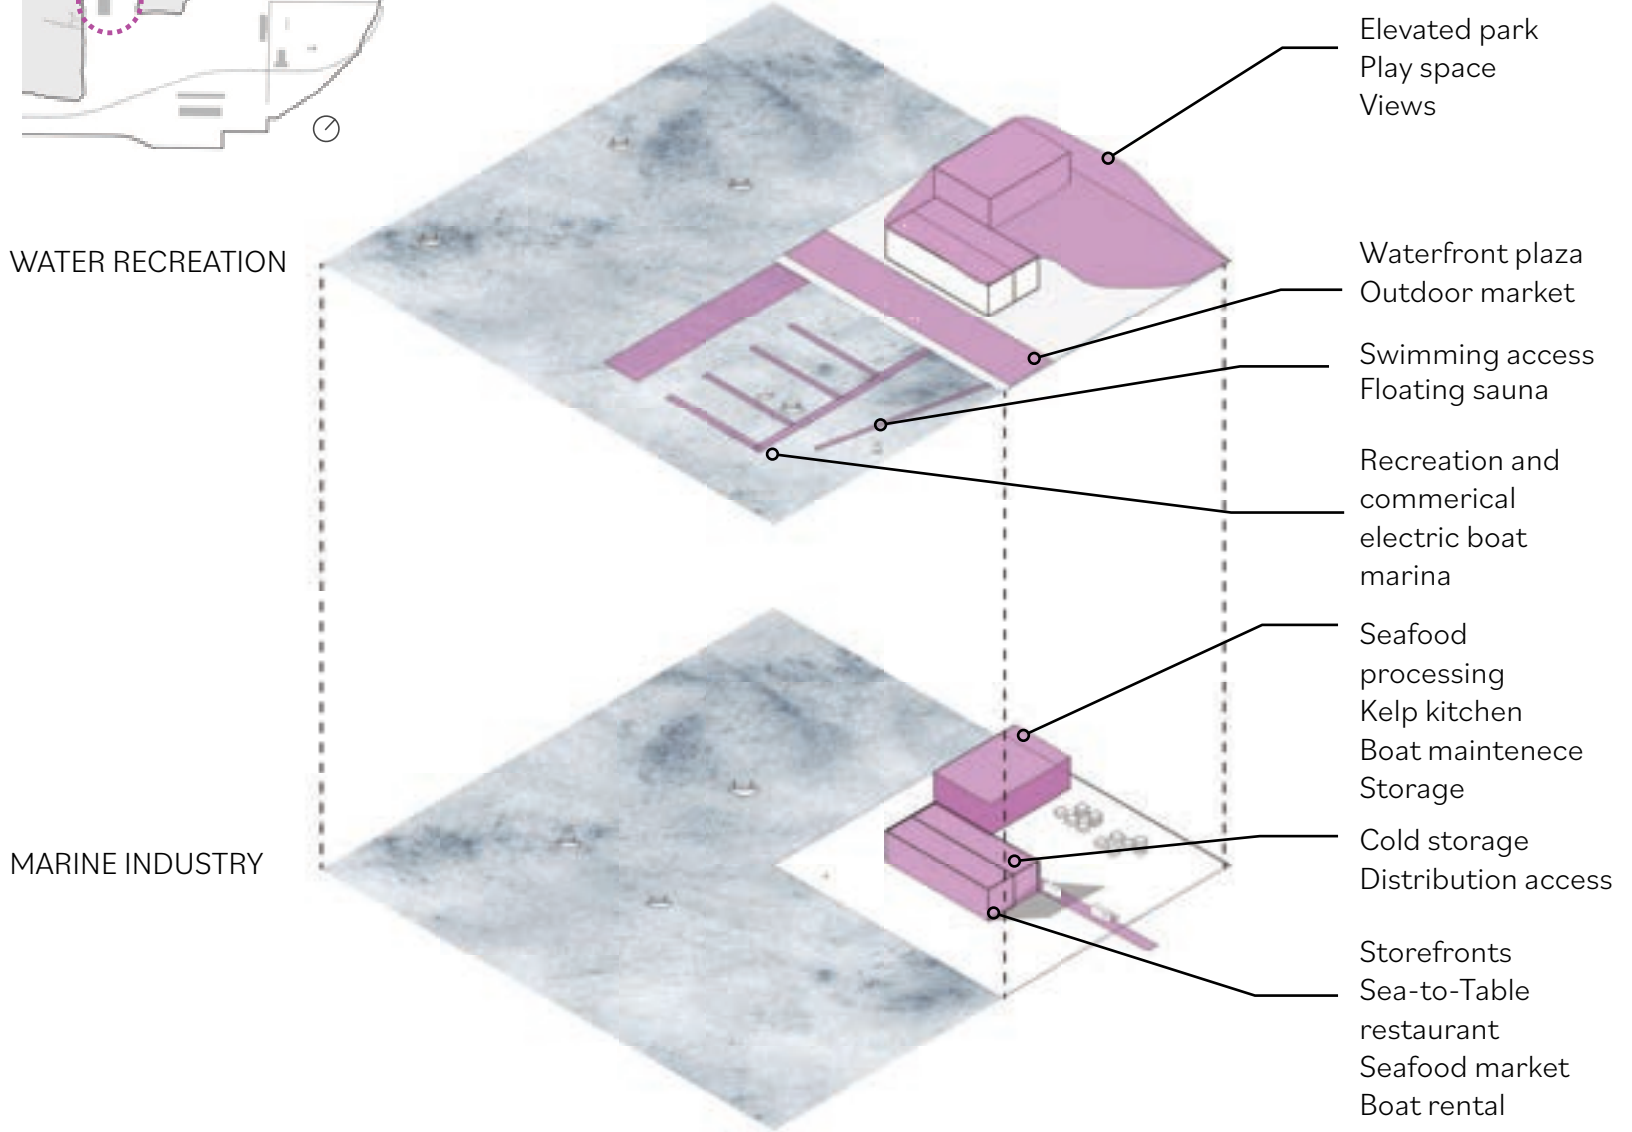 Elevated park
Play space
Views
WATER RECREATION
Waterfront plaza
Outdoor market
Swimming access
Floating sauna
Recreation and
commerical
electric boat
marina
Seafood
processing
Kelp kitchen
Boat maintenece
Storage
MARINE INDUSTRY
Cold storage
Distribution access
Storefronts
Sea-to-Table
restaurant
Seafood market
Boat rental